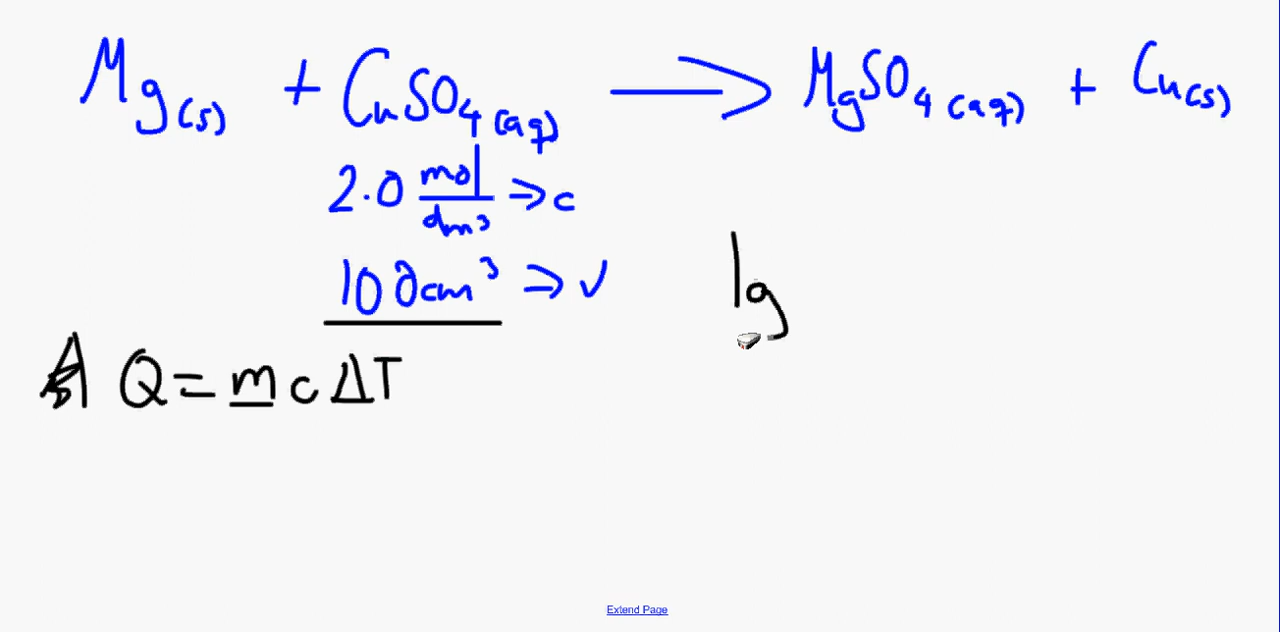 Mg(s) + CuSO4(aq) → MgSO4(aq) + Cu(s)
2.0 mol/dm³ ⇒ c
100cm³ ⇒ V
1g
Q = mcΔT
Extend Page